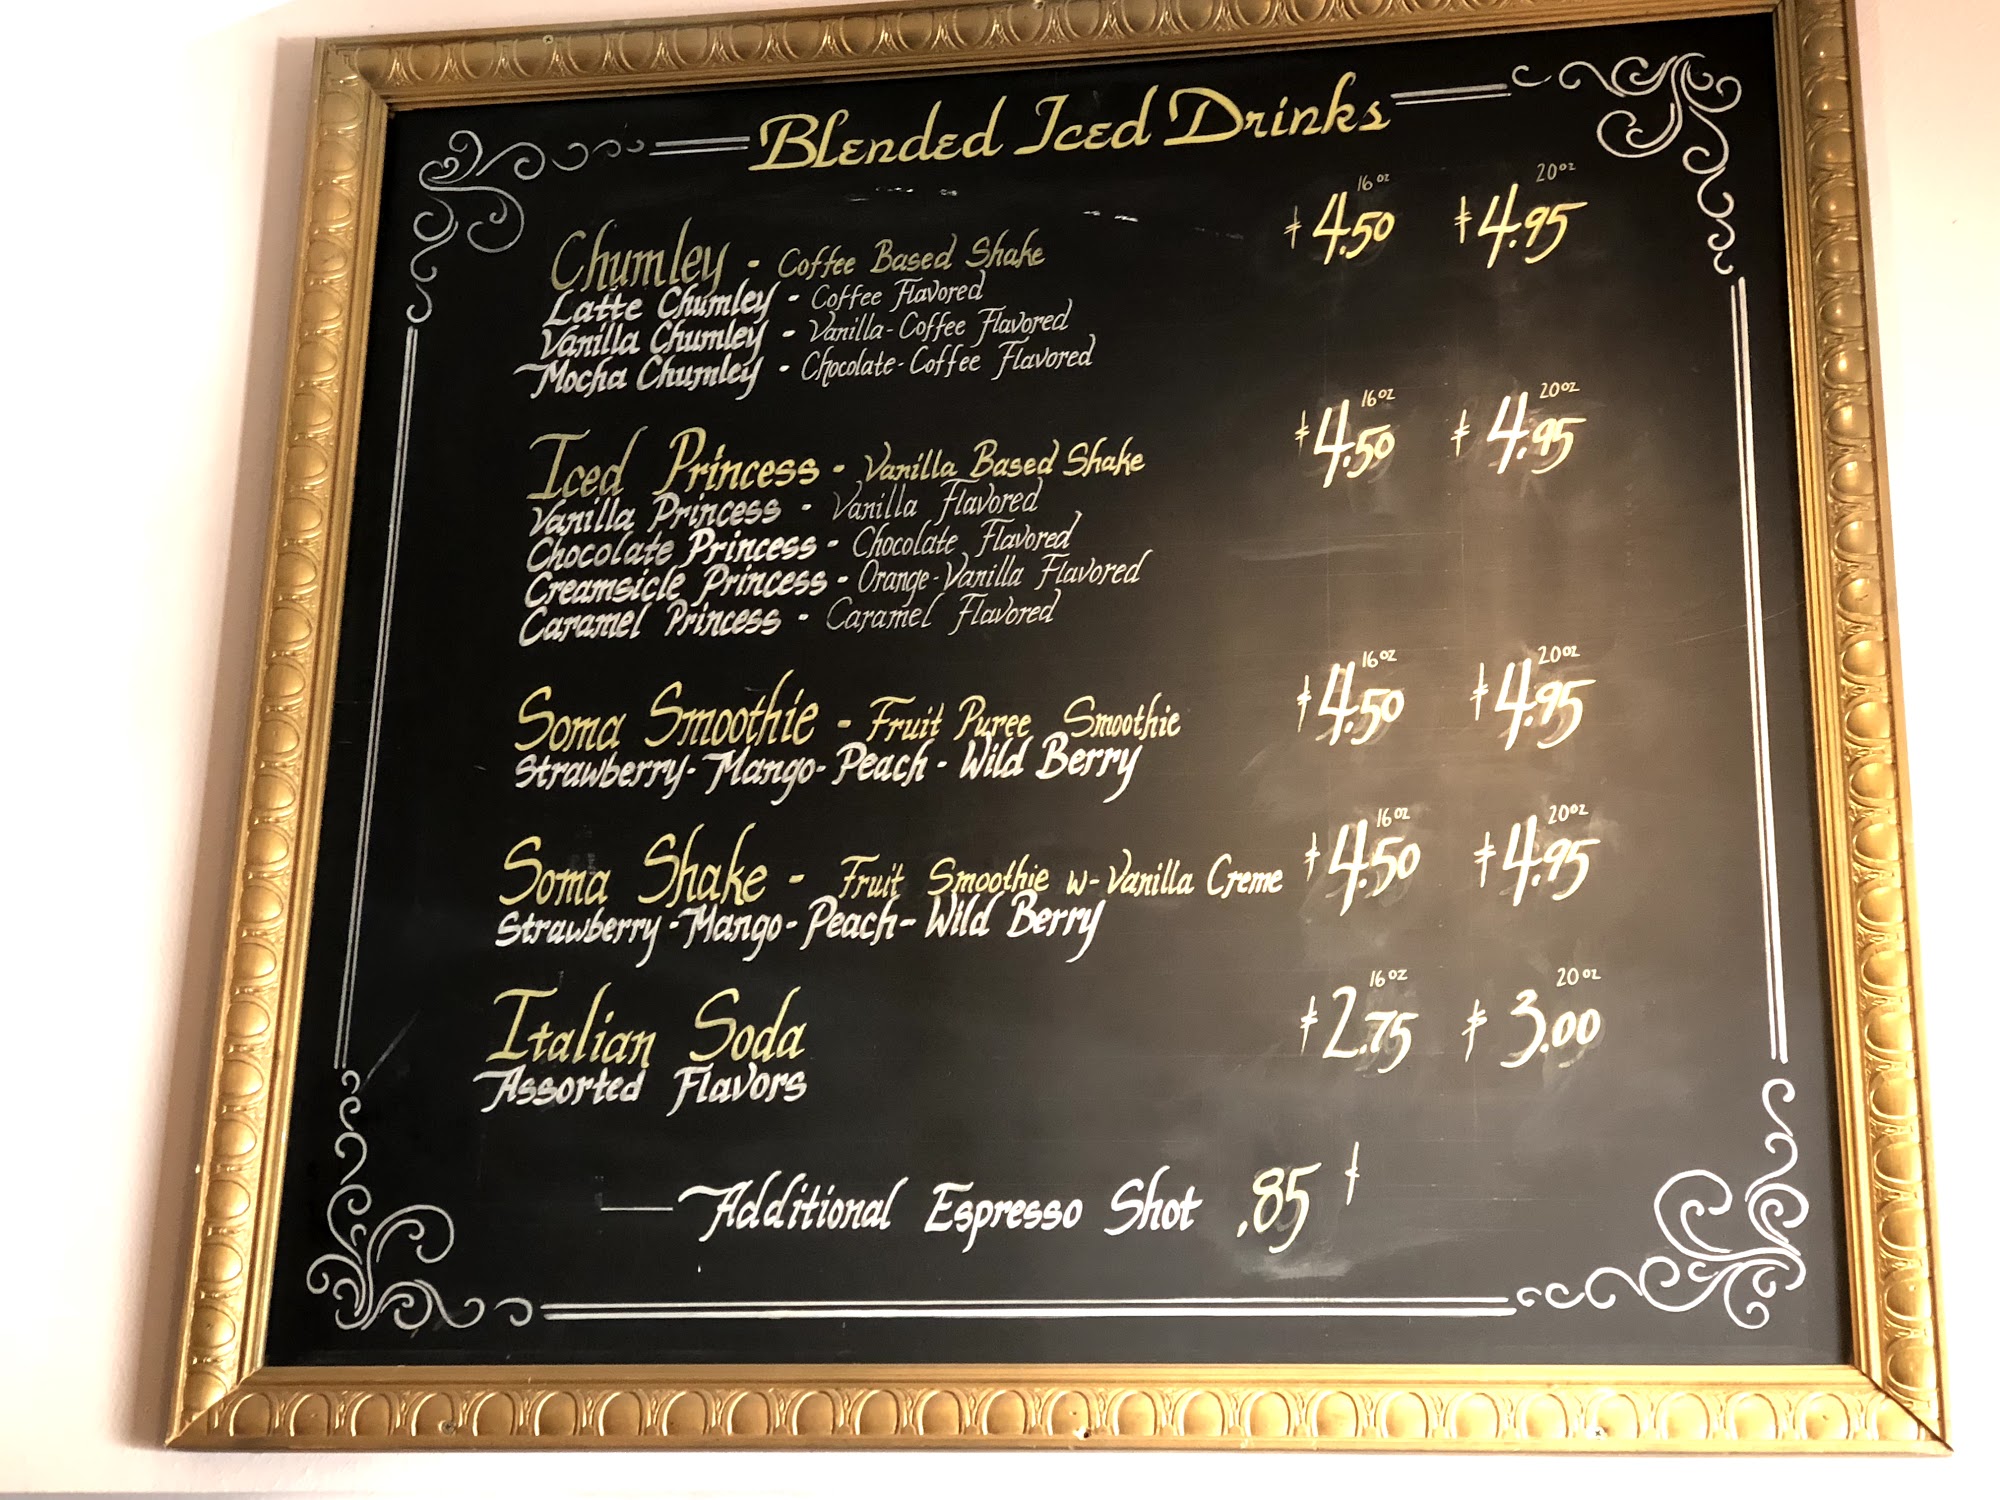 Blended Iced Drinks
16oz 20oz
Chumley - Coffee Based Shake $4.50 $4.95
Latte Chumley - Coffee Flavored
Vanilla Chumley - Vanilla-Coffee Flavored
Mocha Chumley - Chocolate-Coffee Flavored
16oz 20oz
Iced Princess - Vanilla Based Shake $4.50 $4.95
Vanilla Princess - Vanilla Flavored
Chocolate Princess - Chocolate Flavored
Creamsicle Princess - Orange-Vanilla Flavored
Caramel Princess - Caramel Flavored
16oz 20oz
Soma Smoothie - Fruit Puree Smoothie $4.50 $4.95
Strawberry-Mango-Peach-Wild Berry
16oz 20oz
Soma Shake - Fruit Smoothie w-Vanilla Creme $4.50 $4.95
Strawberry-Mango-Peach-Wild Berry
16oz 20oz
Italian Soda $2.75 $3.00
Assorted Flavors
Additional Espresso Shot .85¢